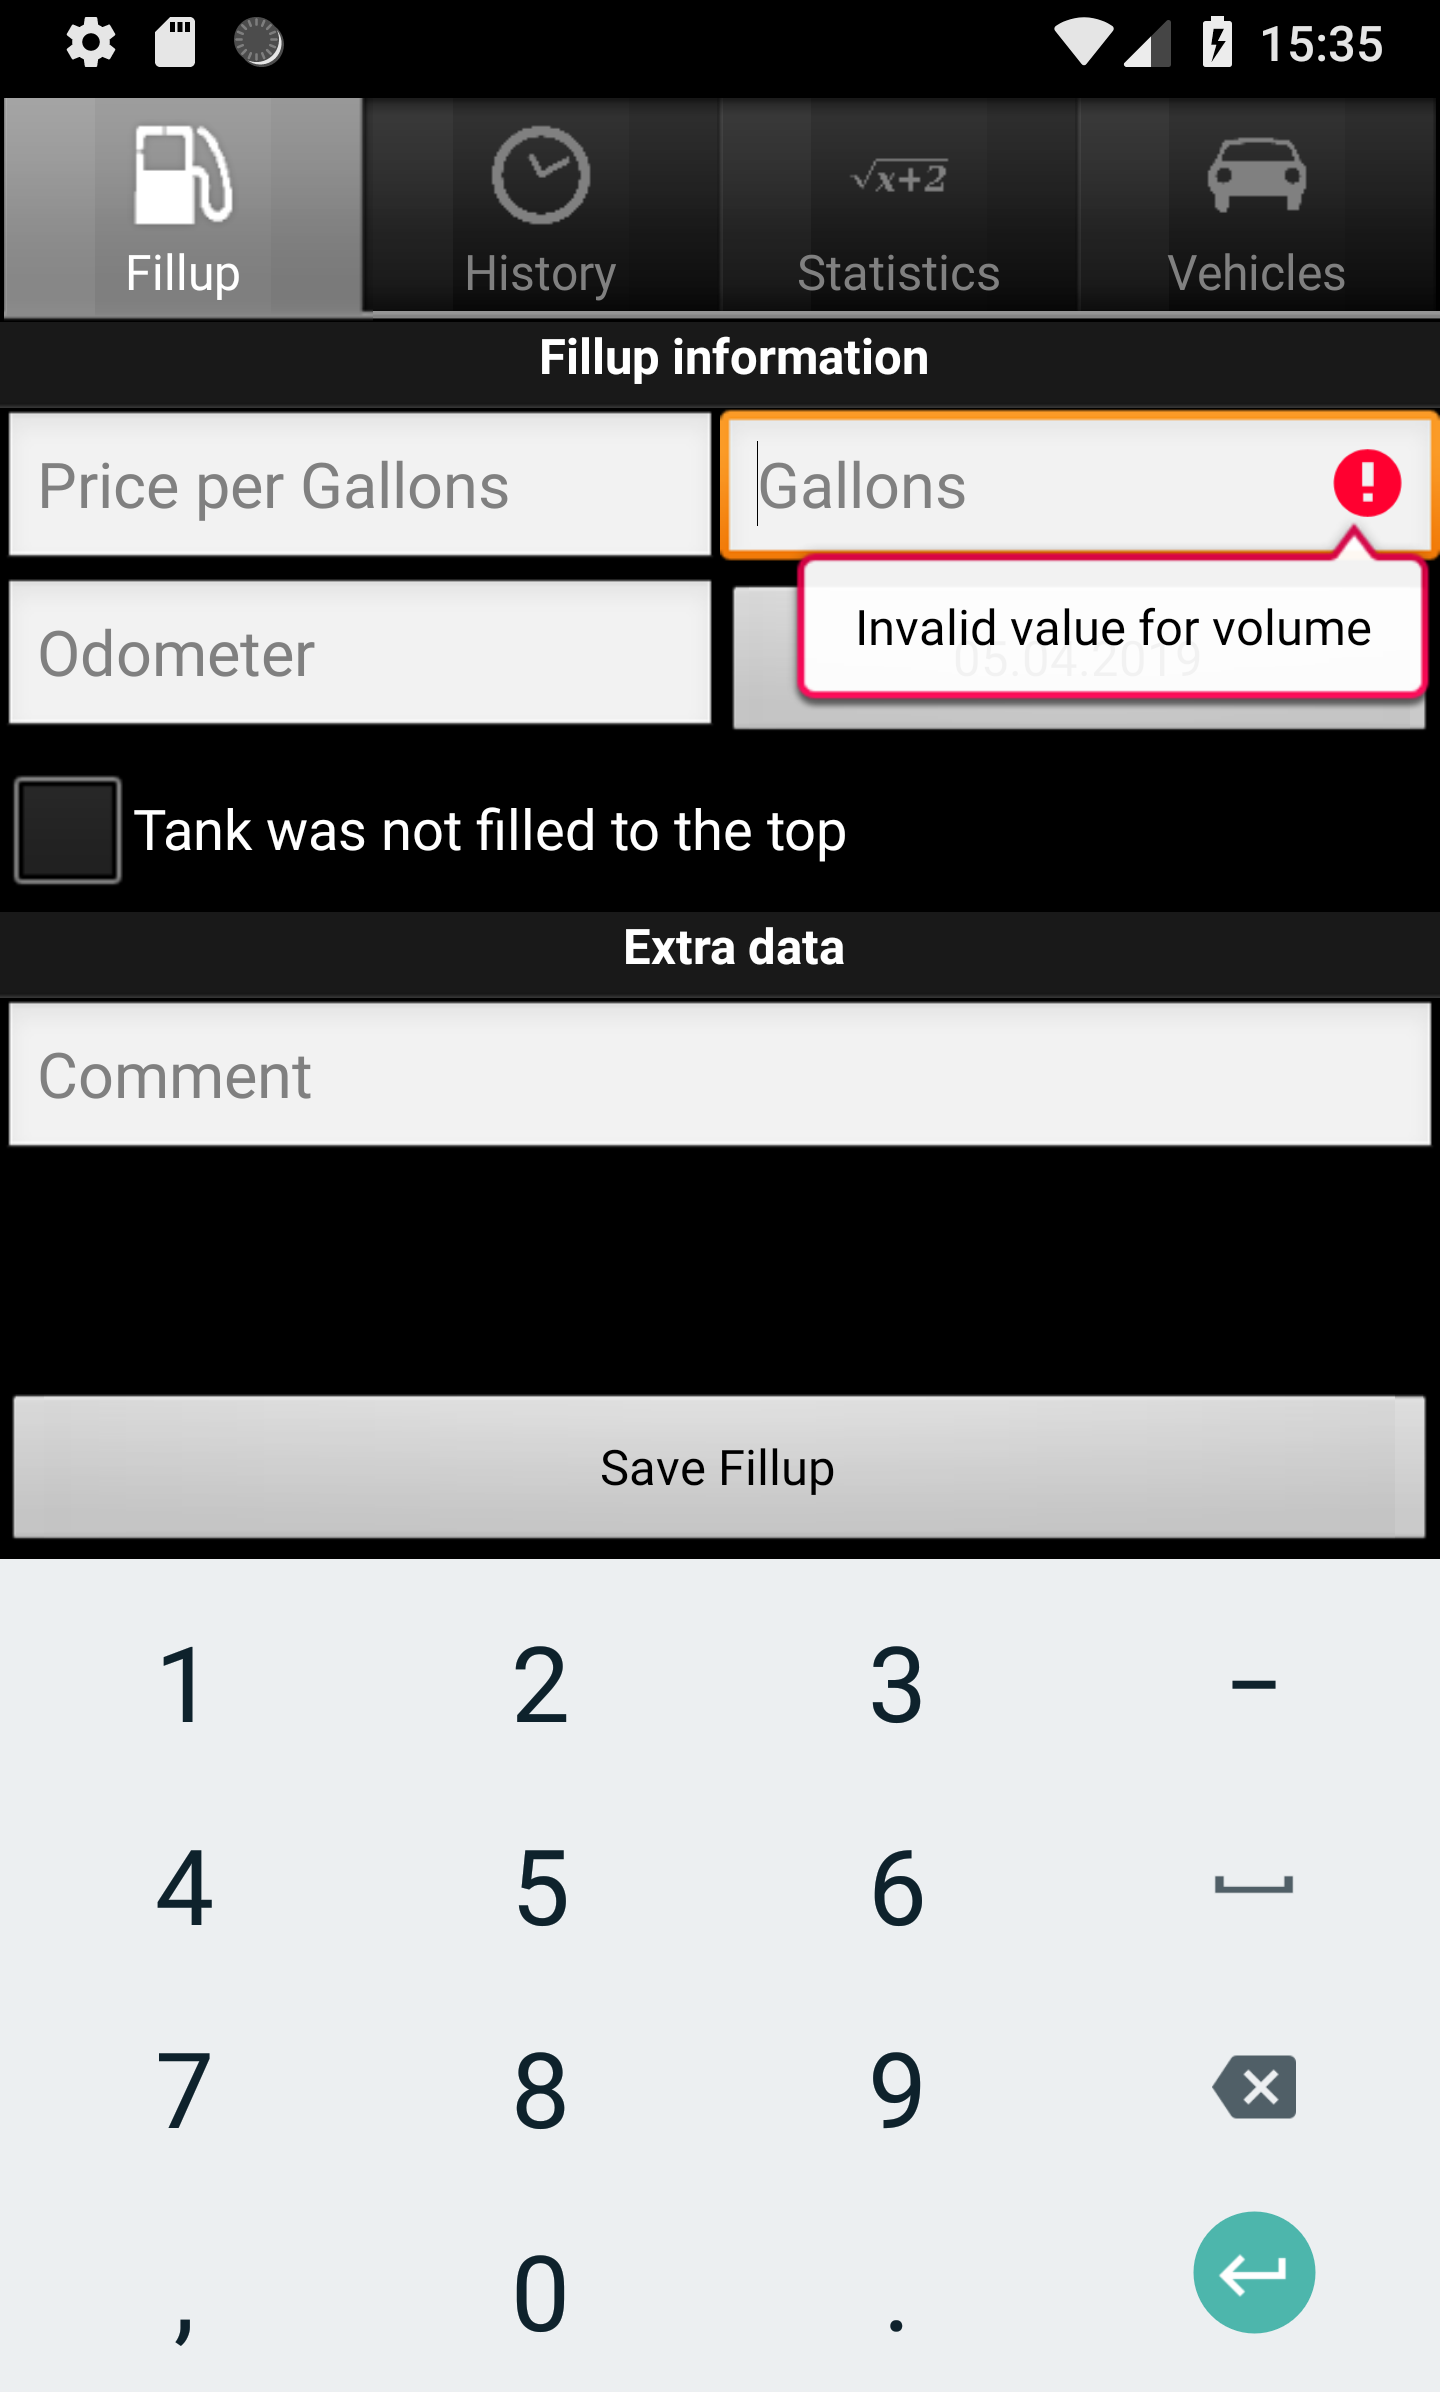 15:35
Fillup
History
√x+2
Statistics
Vehicles
Fillup information
Price per Gallons
Gallons
Odometer
Invalid value for volume
05.04.2019
Tank was not filled to the top
Extra data
Comment
Save Fillup
1 2 3 –
4 5 6
7 8 9
, 0 .